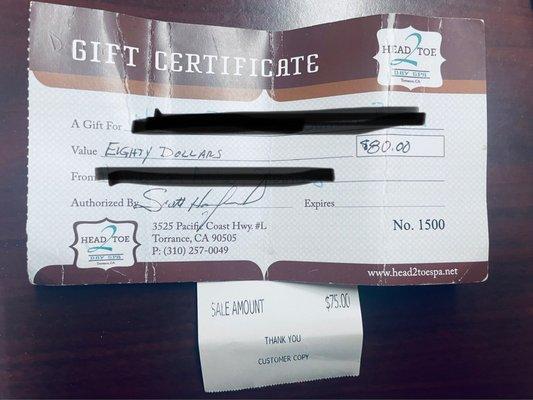 GIFT CERTIFICATE
HEAD 2 TOE
DAY SPA
Torrance, CA
A Gift For
Value EIGHTY DOLLARS $80.00
From
Authorized By Expires
HEAD 2 TOE
DAY SPA
3525 Pacific Coast Hwy. #L
Torrance, CA 90505
P: (310) 257-0049
No. 1500
www.head2toespa.net
SALE AMOUNT $75.00
THANK YOU
CUSTOMER COPY